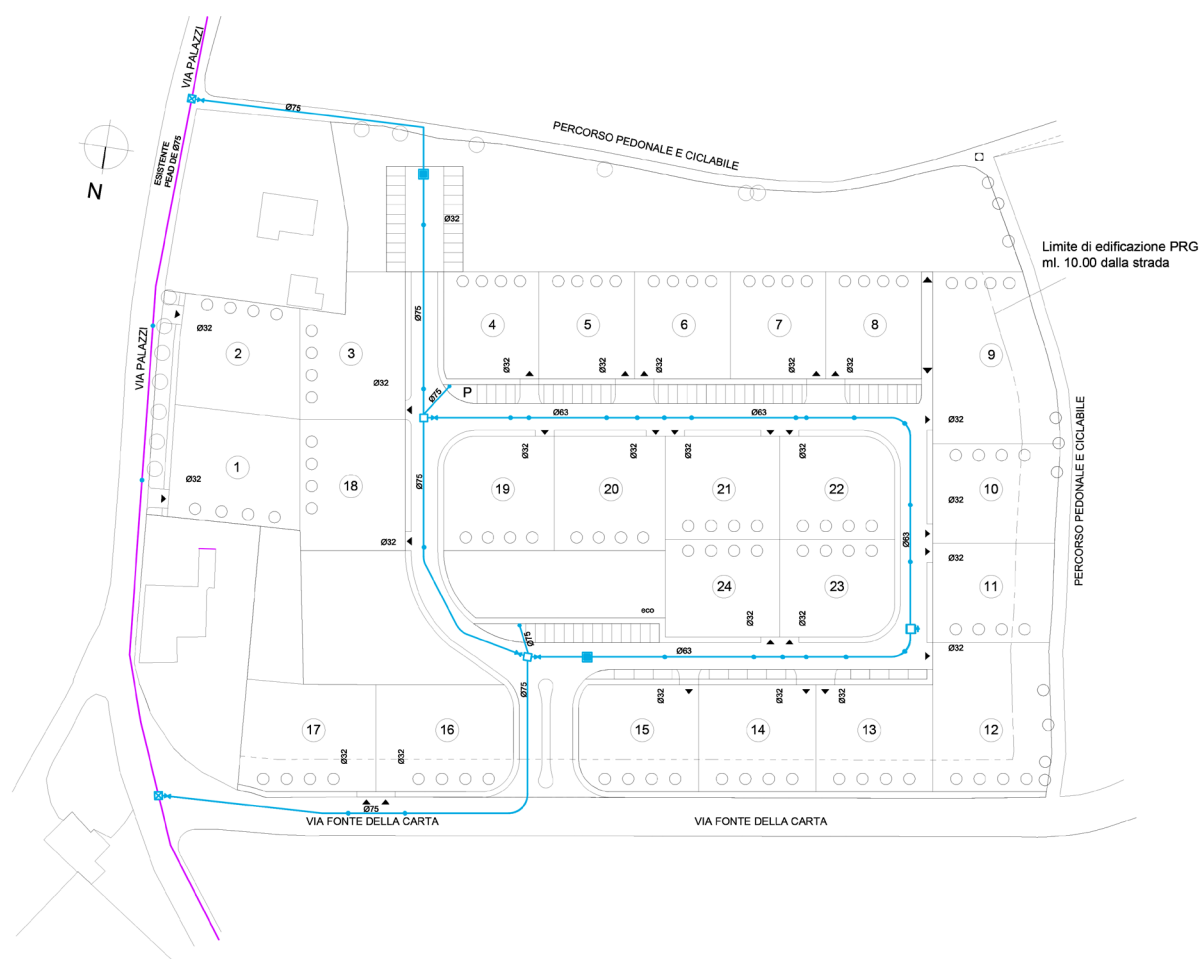 VIA PALAZZI
Ø75
PERCORSO PEDONALE E CICLABILE
ESISTENTE
PEAD DE Ø75
N
Ø32
Limite di edificazione PRG
ml. 10.00 dalla strada
Ø75
4
5
6
7
8
9
VIA PALAZZI
Ø32
2
3
Ø32
Ø32
Ø32
Ø32
Ø32
Ø32
Ø75
P
Ø63
Ø63
Ø32
PERCORSO PEDONALE E CICLABILE
Ø32
Ø32
Ø32
Ø32
1
Ø32
18
Ø75
19
20
21
22
10
Ø32
Ø32
Ø63
Ø32
24
23
11
eco
Ø32
Ø32
Ø75
Ø63
Ø32
Ø75
Ø32
Ø32
Ø32
17
16
15
14
13
12
Ø32
Ø32
Ø75
VIA FONTE DELLA CARTA
VIA FONTE DELLA CARTA